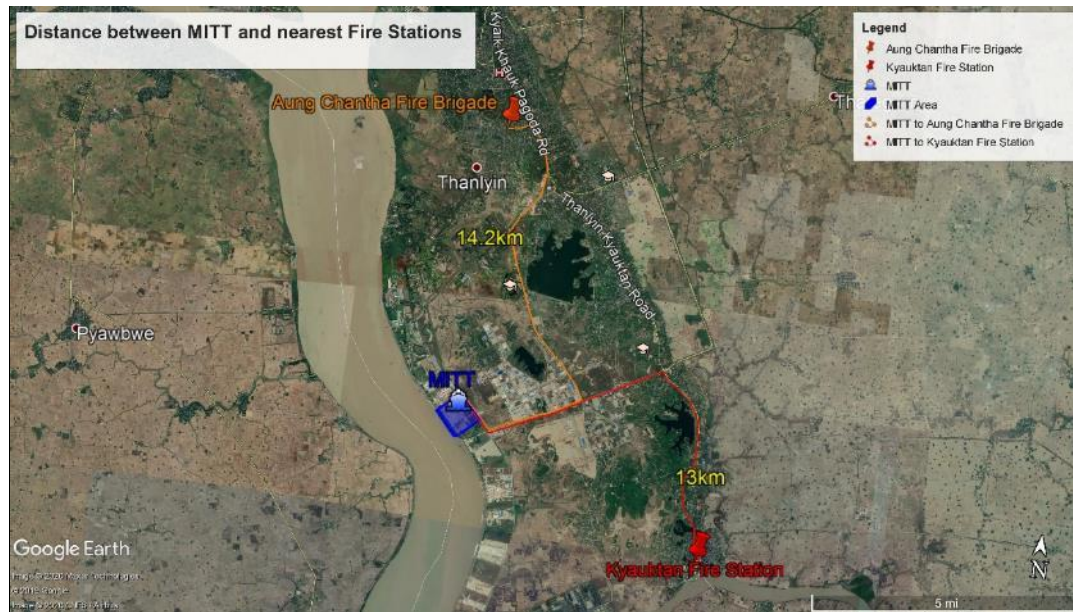 Distance between MITT and nearest Fire Stations
Legend
Aung Chantha Fire Brigade
Kyauktan Fire Station
MITT
MITT Area
MITT to Aung Chantha Fire Brigade
MITT to Kyauktan Fire Station
Kyaik Khauk Pagoda Rd
H
Aung Chantha Fire Brigade
Th
Thanlyin
Thanlyin-Kyauktan Road
14.2km
Pyawbwe
MITT
13km
Kyauktan Fire Station
Google Earth
N
5 mi